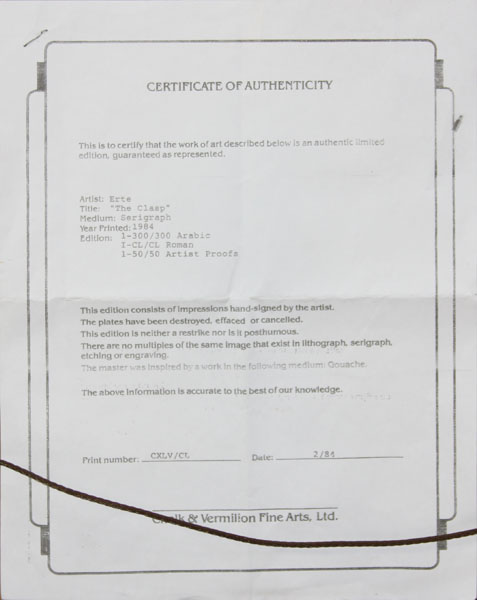 CERTIFICATE OF AUTHENTICITY
This is to certify that the work of art described below is an authentic limited
edition, guaranteed as represented.
Artist: Erte
Title: "The Clasp"
Medium: Serigraph
Year Printed: 1984
Edition: 1-300/300 Arabic
I-CL/CL Roman
1-50/50 Artist Proofs
This edition consists of impressions hand-signed by the artist.
The plates have been destroyed, effaced or cancelled.
This edition is neither a restrike nor is it posthumous.
There are no multiples of the same image that exist in lithograph, serigraph,
etching or engraving.
The master was inspired by a work in the following medium: Gouache.
The above information is accurate to the best of our knowledge.
Print number: CXLV/CL Date: 2/84
Chalk & Vermilion Fine Arts, Ltd.